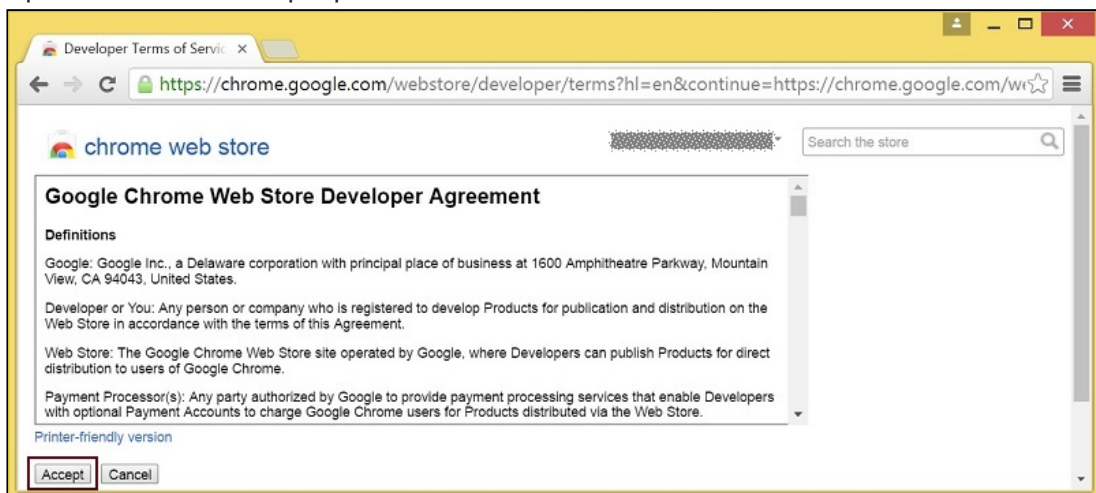 Developer Terms of Servic
https://chrome.google.com/webstore/developer/terms?hl=en&continue=https://chrome.google.com/we
chrome web store
Search the store
Google Chrome Web Store Developer Agreement
Definitions
Google: Google Inc., a Delaware corporation with principal place of business at 1600 Amphitheatre Parkway, Mountain
View, CA 94043, United States.
Developer or You: Any person or company who is registered to develop Products for publication and distribution on the
Web Store in accordance with the terms of this Agreement.
Web Store: The Google Chrome Web Store site operated by Google, where Developers can publish Products for direct
distribution to users of Google Chrome.
Payment Processor(s): Any party authorized by Google to provide payment processing services that enable Developers
with optional Payment Accounts to charge Google Chrome users for Products distributed via the Web Store.
Printer-friendly version
Accept Cancel